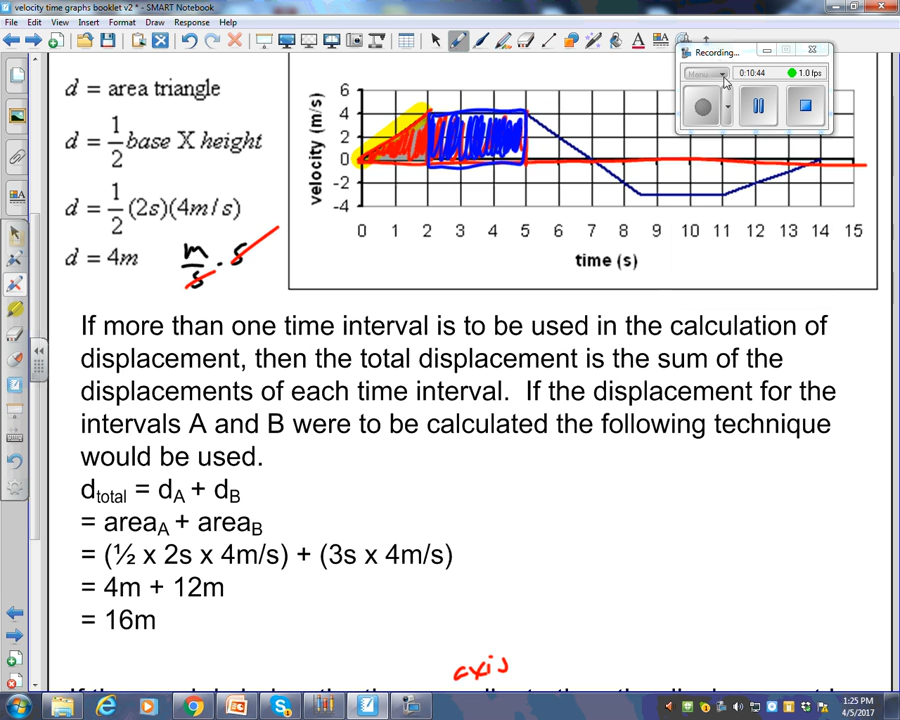 velocity time graphs booklet v2 * - SMART Notebook
File Edit View Insert Format Draw Response Help
Recording...
Menu 0:10:44 1.0 fps
d = area triangle
d = 1/2 base X height
d = 1/2 (2s)(4m/s)
d = 4m m/s · s
velocity (m/s)
6
4
2
0
-2
-4
0 1 2 3 4 5 6 7 8 9 10 11 12 13 14 15
time (s)
If more than one time interval is to be used in the calculation of
displacement, then the total displacement is the sum of the
displacements of each time interval. If the displacement for the
intervals A and B were to be calculated the following technique
would be used.
d_total = d_A + d_B
= area_A + area_B
= (½ x 2s x 4m/s) + (3s x 4m/s)
= 4m + 12m
= 16m
axis
1:25 PM
4/5/2017